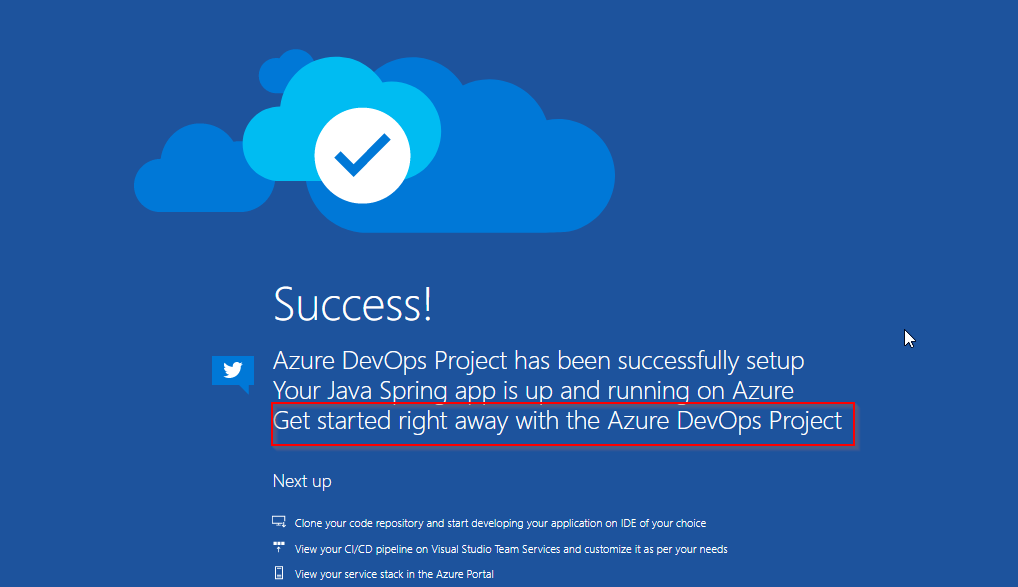 Success!
Azure DevOps Project has been successfully setup
Your Java Spring app is up and running on Azure
Get started right away with the Azure DevOps Project
Next up
Clone your code repository and start developing your application on IDE of your choice
View your CI/CD pipeline on Visual Studio Team Services and customize it as per your needs
View your service stack in the Azure Portal